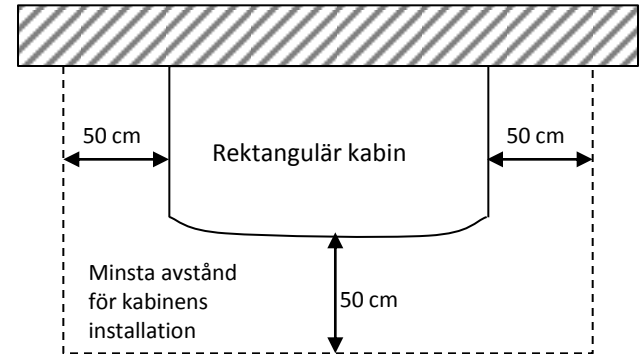 50 cm
50 cm
Rektangulär kabin
Minsta avstånd
för kabinens
installation
50 cm